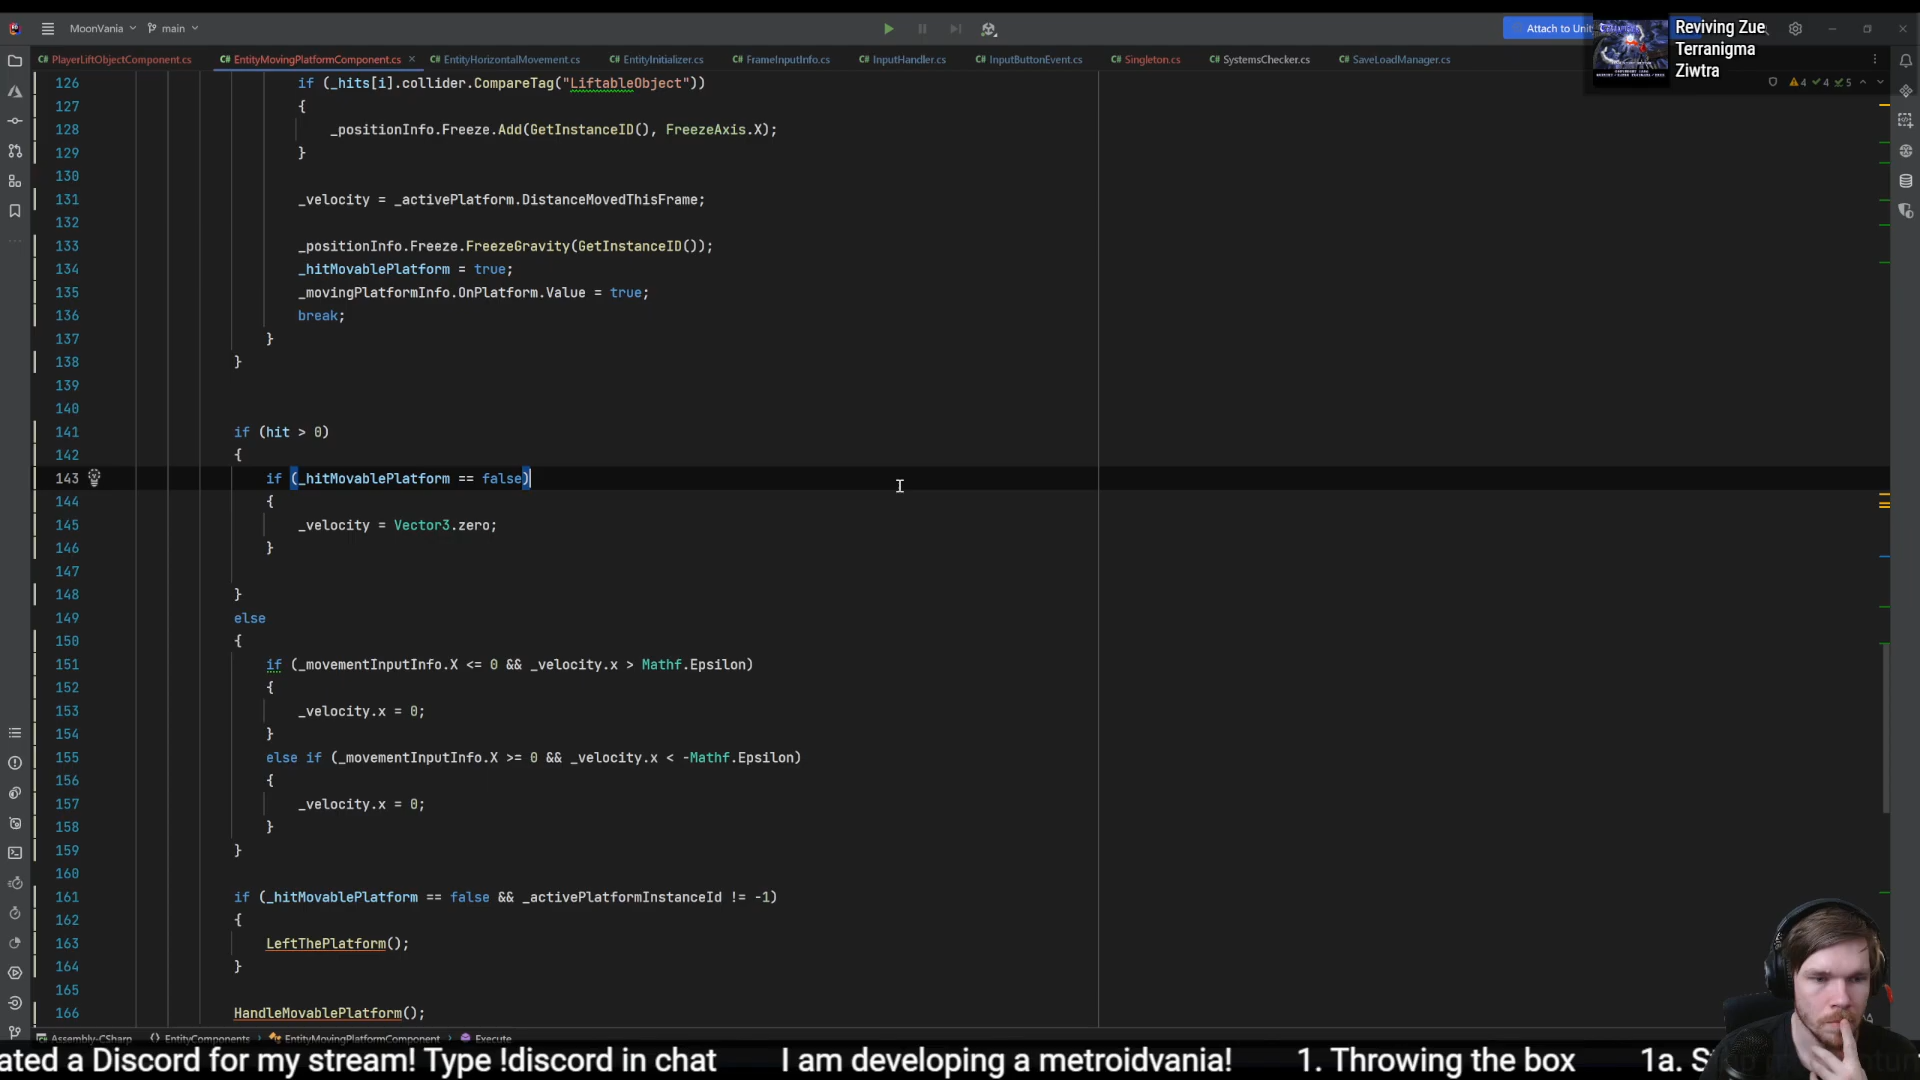 MoonVania
main
Attach to Unit
Reviving Zue
Terranigma
Ziwtra
PlayerLiftObjectComponent.cs
EntityMovingPlatformComponent.cs
EntityHorizontalMovement.cs
EntityInitializer.cs
FrameInputInfo.cs
InputHandler.cs
InputButtonEvent.cs
Singleton.cs
SystemsChecker.cs
SaveLoadManager.cs
4 4 5
126 if (_hits[i].collider.CompareTag("LiftableObject"))
127 {
128 _positionInfo.Freeze.Add(GetInstanceID(), FreezeAxis.X);
129 }
130
131 _velocity = _activePlatform.DistanceMovedThisFrame;
132
133 _positionInfo.Freeze.FreezeGravity(GetInstanceID());
134 _hitMovablePlatform = true;
135 _movingPlatformInfo.OnPlatform.Value = true;
136 break;
137 }
138 }
139
140
141 if (hit > 0)
142 {
143 if (_hitMovablePlatform == false)
144 {
145 _velocity = Vector3.zero;
146 }
147
148 }
149 else
150 {
151 if (_movementInputInfo.X <= 0 && _velocity.x > Mathf.Epsilon)
152 {
153 _velocity.x = 0;
154 }
155 else if (_movementInputInfo.X >= 0 && _velocity.x < -Mathf.Epsilon)
156 {
157 _velocity.x = 0;
158 }
159 }
160
161 if (_hitMovablePlatform == false && _activePlatformInstanceId != -1)
162 {
163 LeftThePlatform();
164 }
165
166 HandleMovablePlatform();
Assembly-CSharp
EntityComponents
EntityMovingPlatformComponent
Execute
ated a Discord for my stream! Type !discord in chat I am developing a metroidvania! 1. Throwing the box 1a.